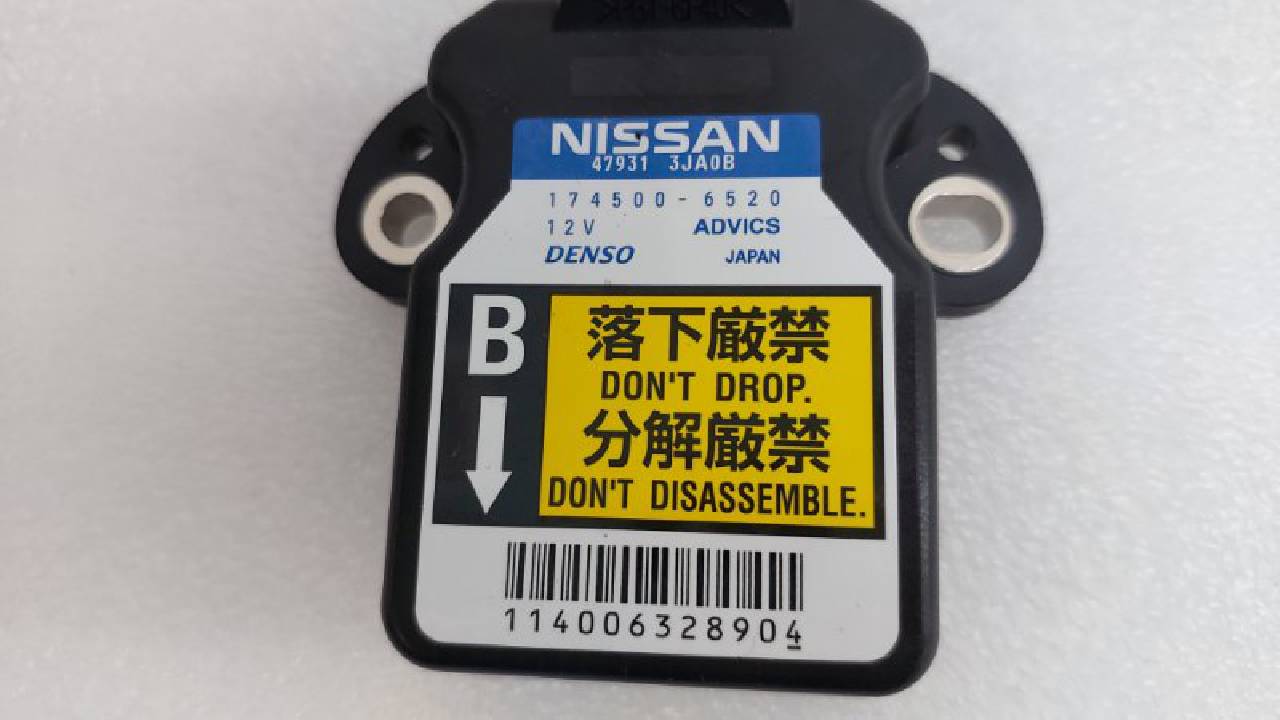 NISSAN
47931 3JA0B
174500-6520
12V ADVICS
DENSO JAPAN
B
落下厳禁
DON'T DROP.
分解厳禁
DON'T DISASSEMBLE.
114006328904